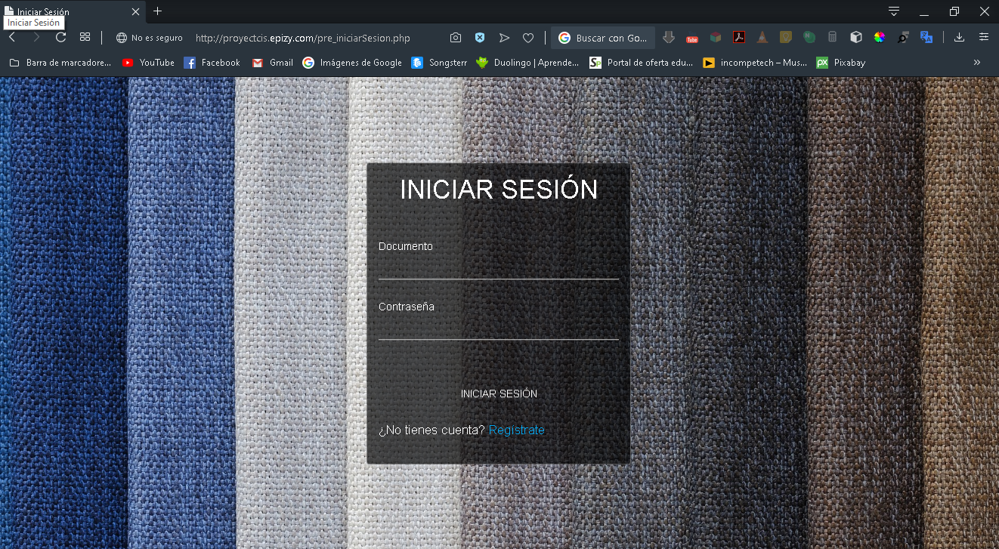 Iniciar Sesión
Iniciar Sesión
No es seguro http://proyectcis.epizy.com/pre_iniciarSesion.php Buscar con Go...
Barra de marcadore... YouTube Facebook Gmail Imágenes de Google Songsterr Duolingo | Aprende... Portal de oferta edu... incompetech – Mus... Pixabay
INICIAR SESIÓN
Documento
Contraseña
INICIAR SESIÓN
¿No tienes cuenta? Regístrate